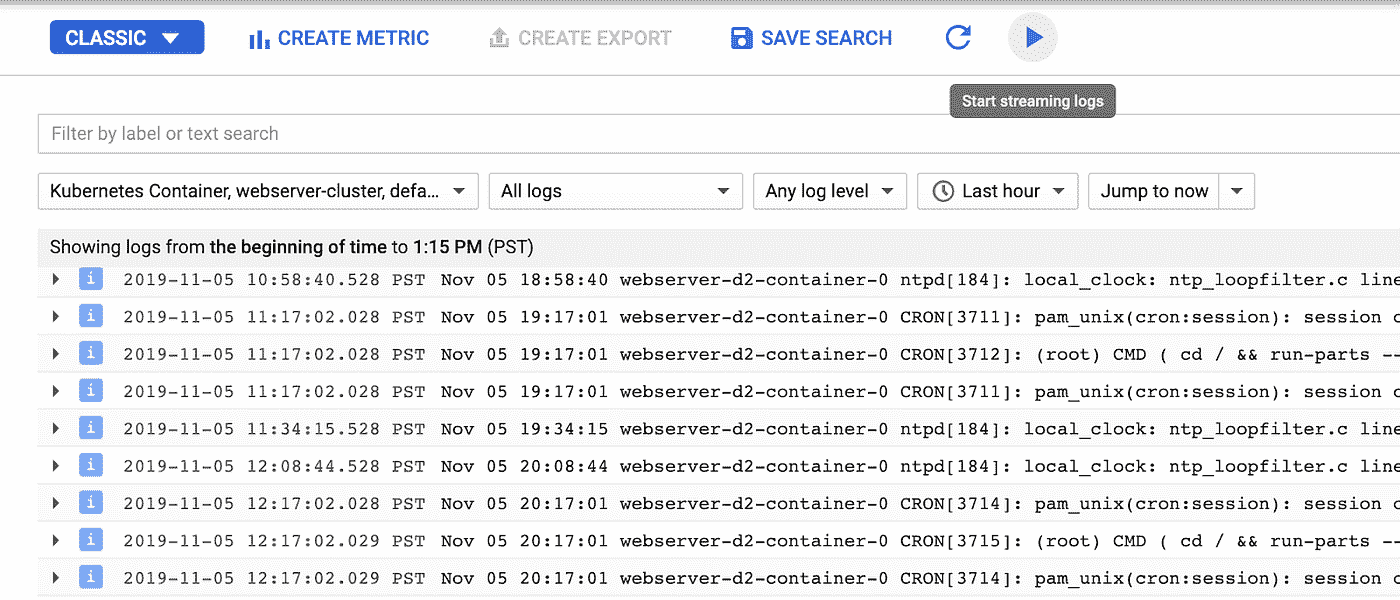 CLASSIC CREATE METRIC CREATE EXPORT SAVE SEARCH
Start streaming logs
Filter by label or text search
Kubernetes Container, webserver-cluster, defa... All logs Any log level Last hour Jump to now
Showing logs from the beginning of time to 1:15 PM (PST)
i 2019-11-05 10:58:40.528 PST Nov 05 18:58:40 webserver-d2-container-0 ntpd[184]: local_clock: ntp_loopfilter.c line
i 2019-11-05 11:17:02.028 PST Nov 05 19:17:01 webserver-d2-container-0 CRON[3711]: pam_unix(cron:session): session c
i 2019-11-05 11:17:02.028 PST Nov 05 19:17:01 webserver-d2-container-0 CRON[3712]: (root) CMD ( cd / && run-parts --
i 2019-11-05 11:17:02.028 PST Nov 05 19:17:01 webserver-d2-container-0 CRON[3711]: pam_unix(cron:session): session c
i 2019-11-05 11:34:15.528 PST Nov 05 19:34:15 webserver-d2-container-0 ntpd[184]: local_clock: ntp_loopfilter.c line
i 2019-11-05 12:08:44.528 PST Nov 05 20:08:44 webserver-d2-container-0 ntpd[184]: local_clock: ntp_loopfilter.c line
i 2019-11-05 12:17:02.028 PST Nov 05 20:17:01 webserver-d2-container-0 CRON[3714]: pam_unix(cron:session): session c
i 2019-11-05 12:17:02.029 PST Nov 05 20:17:01 webserver-d2-container-0 CRON[3715]: (root) CMD ( cd / && run-parts --
i 2019-11-05 12:17:02.029 PST Nov 05 20:17:01 webserver-d2-container-0 CRON[3714]: pam_unix(cron:session): session c